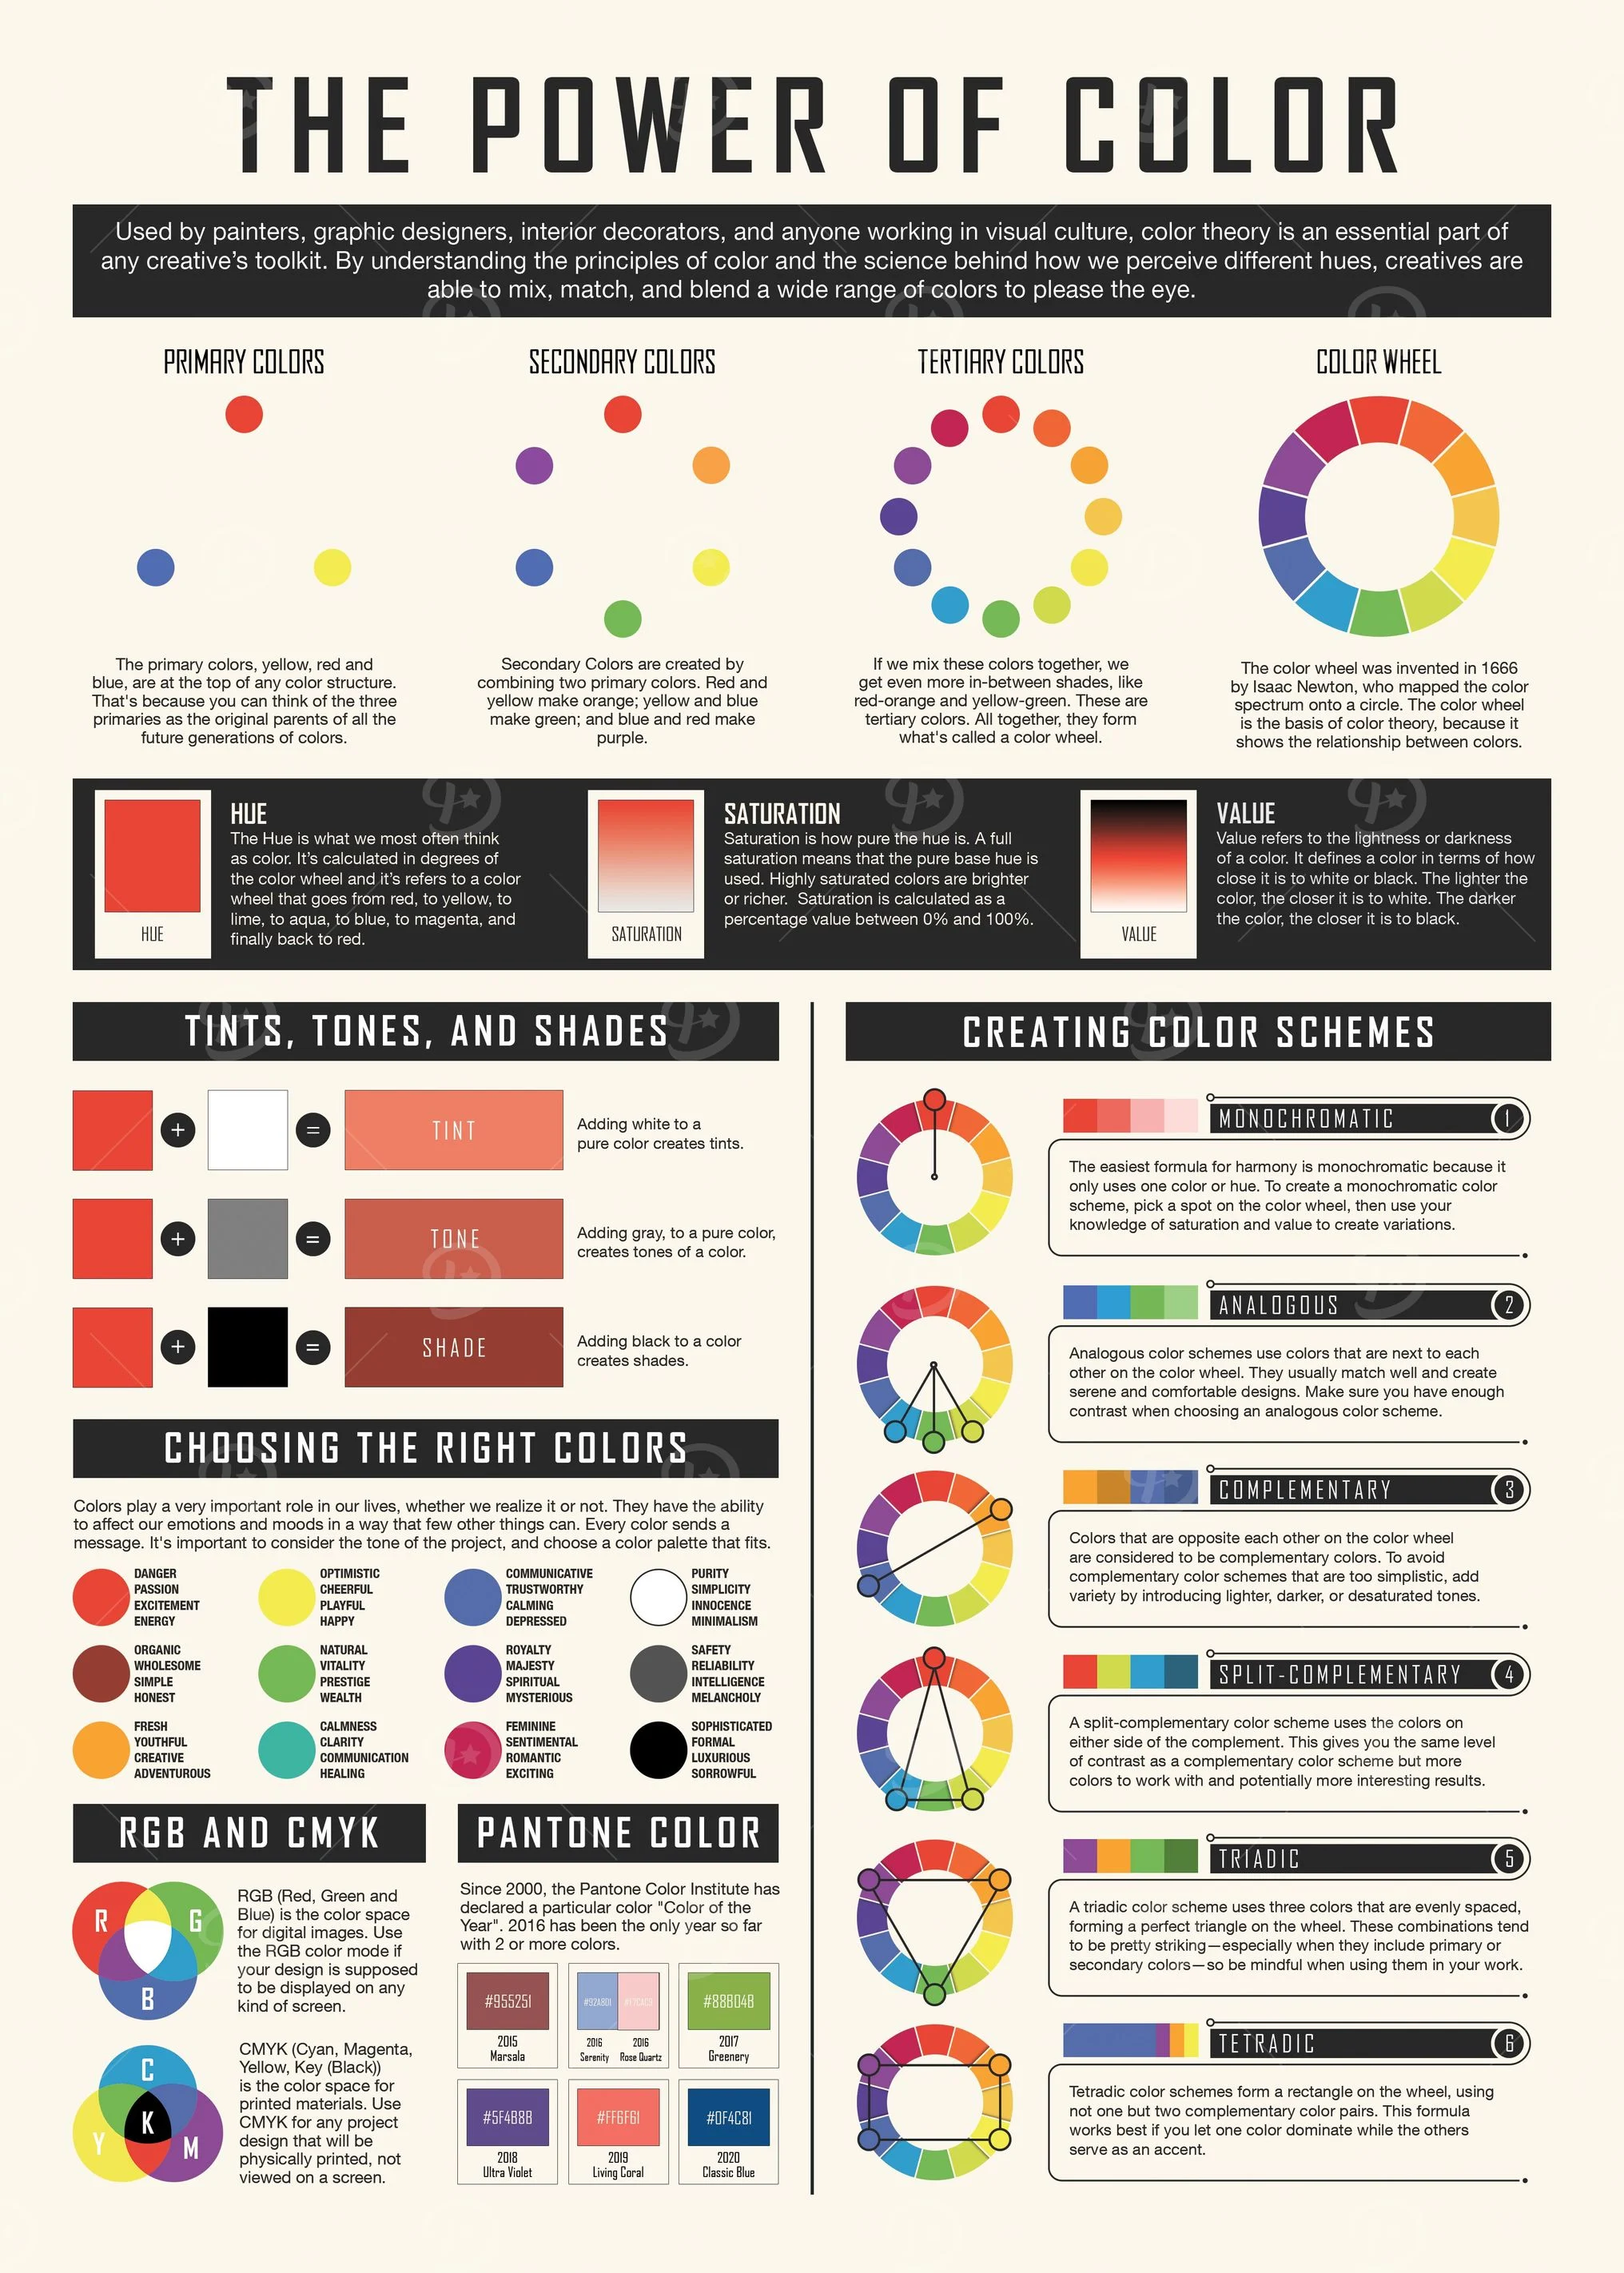 THE POWER OF COLOR
Used by painters, graphic designers, interior decorators, and anyone working in visual culture, color theory is an essential part of
any creative's toolkit. By understanding the principles of color and the science behind how we perceive different hues, creatives are
able to mix, match, and blend a wide range of colors to please the eye.
PRIMARY COLORS
The primary colors, yellow, red and
blue, are at the top of any color structure.
That's because you can think of the three
primaries as the original parents of all the
future generations of colors.
SECONDARY COLORS
Secondary Colors are created by
combining two primary colors. Red and
yellow make orange; yellow and blue
make green; and blue and red make
purple.
TERTIARY COLORS
If we mix these colors together, we
get even more in-between shades, like
red-orange and yellow-green. These are
tertiary colors. All together, they form
what's called a color wheel.
COLOR WHEEL
The color wheel was invented in 1666
by Isaac Newton, who mapped the color
spectrum onto a circle. The color wheel
is the basis of color theory, because it
shows the relationship between colors.
HUE
HUE
The Hue is what we most often think
as color. It's calculated in degrees of
the color wheel and it's refers to a color
wheel that goes from red, to yellow, to
lime, to aqua, to blue, to magenta, and
finally back to red.
SATURATION
SATURATION
Saturation is how pure the hue is. A full
saturation means that the pure base hue is
used. Highly saturated colors are brighter
or richer. Saturation is calculated as a
percentage value between 0% and 100%.
VALUE
VALUE
Value refers to the lightness or darkness
of a color. It defines a color in terms of how
close it is to white or black. The lighter the
color, the closer it is to white. The darker
the color, the closer it is to black.
TINTS, TONES, AND SHADES
+ = TINT
Adding white to a
pure color creates tints.
+ = TONE
Adding gray, to a pure color,
creates tones of a color.
+ = SHADE
Adding black to a color
creates shades.
CHOOSING THE RIGHT COLORS
Colors play a very important role in our lives, whether we realize it or not. They have the ability
to affect our emotions and moods in a way that few other things can. Every color sends a
message. It's important to consider the tone of the project, and choose a color palette that fits.
DANGER
PASSION
EXCITEMENT
ENERGY
OPTIMISTIC
CHEERFUL
PLAYFUL
HAPPY
COMMUNICATIVE
TRUSTWORTHY
CALMING
DEPRESSED
PURITY
SIMPLICITY
INNOCENCE
MINIMALISM
ORGANIC
WHOLESOME
SIMPLE
HONEST
NATURAL
VITALITY
PRESTIGE
WEALTH
ROYALTY
MAJESTY
SPIRITUAL
MYSTERIOUS
SAFETY
RELIABILITY
INTELLIGENCE
MELANCHOLY
FRESH
YOUTHFUL
CREATIVE
ADVENTUROUS
CALMNESS
CLARITY
COMMUNICATION
HEALING
FEMININE
SENTIMENTAL
ROMANTIC
EXCITING
SOPHISTICATED
FORMAL
LUXURIOUS
SORROWFUL
RGB AND CMYK
R G
B
RGB (Red, Green and
Blue) is the color space
for digital images. Use
the RGB color mode if
your design is supposed
to be displayed on any
kind of screen.
C
K
Y M
CMYK (Cyan, Magenta,
Yellow, Key (Black))
is the color space for
printed materials. Use
CMYK for any project
design that will be
physically printed, not
viewed on a screen.
PANTONE COLOR
Since 2000, the Pantone Color Institute has
declared a particular color "Color of the
Year". 2016 has been the only year so far
with 2 or more colors.
#955251
2015
Marsala
#92A8D1
2016
Serenity
2016
Rose Quartz
#88B04B
2017
Greenery
#5F4B8B
2018
Ultra Violet
#FF6F61
2019
Living Coral
#0F4C81
2020
Classic Blue
CREATING COLOR SCHEMES
MONOCHROMATIC 1
The easiest formula for harmony is monochromatic because it
only uses one color or hue. To create a monochromatic color
scheme, pick a spot on the color wheel, then use your
knowledge of saturation and value to create variations.
ANALOGOUS 2
Analogous color schemes use colors that are next to each
other on the color wheel. They usually match well and create
serene and comfortable designs. Make sure you have enough
contrast when choosing an analogous color scheme.
COMPLEMENTARY 3
Colors that are opposite each other on the color wheel
are considered to be complementary colors. To avoid
complementary color schemes that are too simplistic, add
variety by introducing lighter, darker, or desaturated tones.
SPLIT-COMPLEMENTARY 4
A split-complementary color scheme uses the colors on
either side of the complement. This gives you the same level
of contrast as a complementary color scheme but more
colors to work with and potentially more interesting results.
TRIADIC 5
A triadic color scheme uses three colors that are evenly spaced,
forming a perfect triangle on the wheel. These combinations tend
to be pretty striking—especially when they include primary or
secondary colors—so be mindful when using them in your work.
TETRADIC 6
Tetradic color schemes form a rectangle on the wheel, using
not one but two complementary color pairs. This formula
works best if you let one color dominate while the others
serve as an accent.